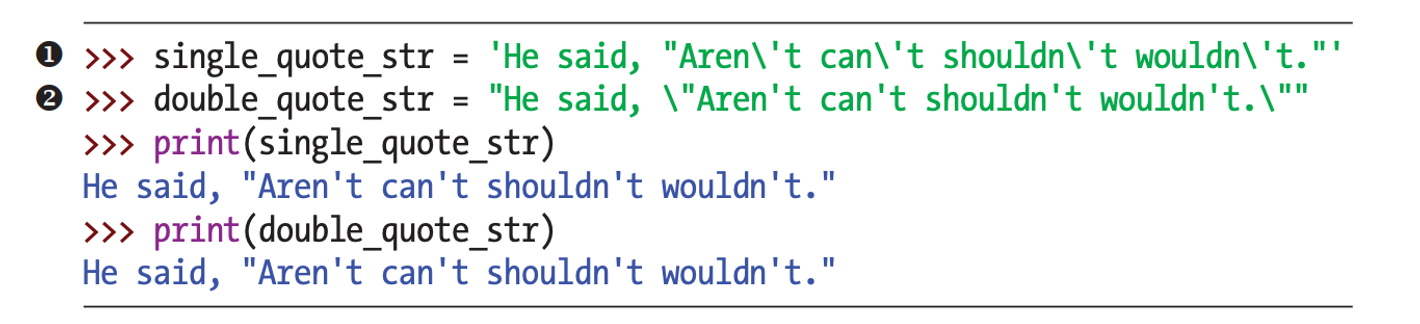 ❶ >>> single_quote_str = 'He said, "Aren\'t can\'t shouldn\'t wouldn\'t."'
❷ >>> double_quote_str = "He said, \"Aren't can't shouldn't wouldn't.\""
>>> print(single_quote_str)
He said, "Aren't can't shouldn't wouldn't."
>>> print(double_quote_str)
He said, "Aren't can't shouldn't wouldn't."